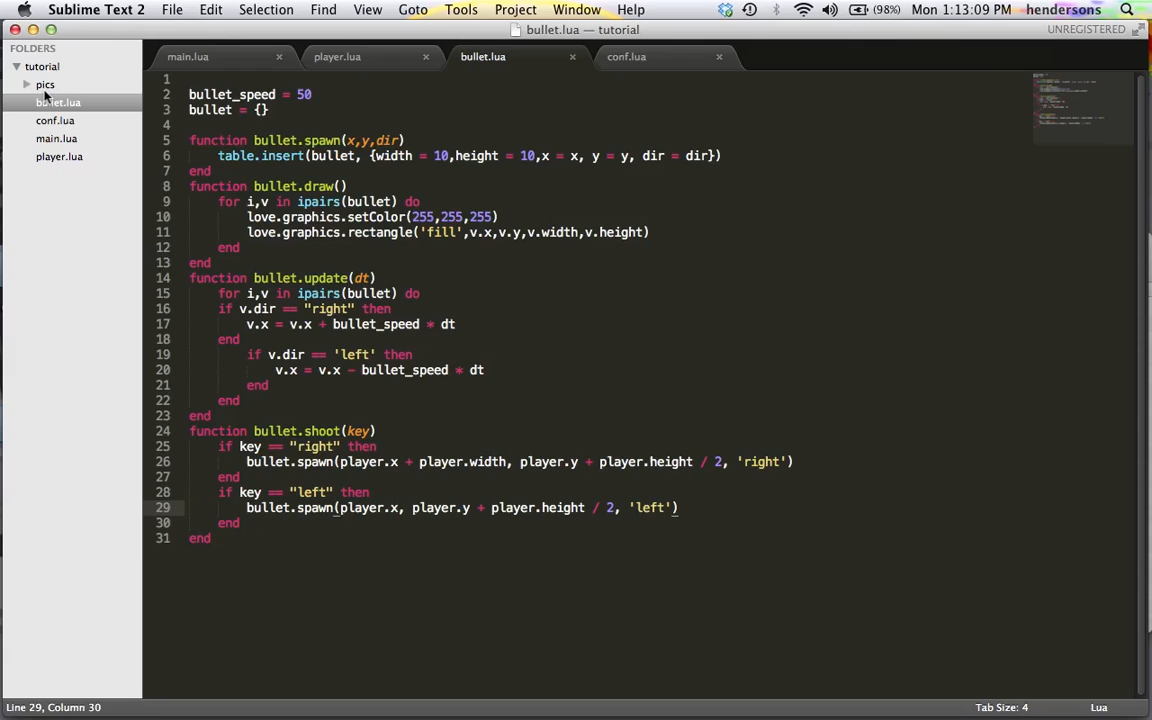 Sublime Text 2 File Edit Selection Find View Goto Tools Project Window Help (98%) Mon 1:13:09 PM hendersons
bullet.lua — tutorial UNREGISTERED
FOLDERS
tutorial
pics
bullet.lua
conf.lua
main.lua
player.lua
main.lua × player.lua × bullet.lua × conf.lua ×
1
2 bullet_speed = 50
3 bullet = {}
4
5 function bullet.spawn(x,y,dir)
6 table.insert(bullet, {width = 10,height = 10,x = x, y = y, dir = dir})
7 end
8 function bullet.draw()
9 for i,v in ipairs(bullet) do
10 love.graphics.setColor(255,255,255)
11 love.graphics.rectangle('fill',v.x,v.y,v.width,v.height)
12 end
13 end
14 function bullet.update(dt)
15 for i,v in ipairs(bullet) do
16 if v.dir == "right" then
17 v.x = v.x + bullet_speed * dt
18 end
19 if v.dir == 'left' then
20 v.x = v.x - bullet_speed * dt
21 end
22 end
23 end
24 function bullet.shoot(key)
25 if key == "right" then
26 bullet.spawn(player.x + player.width, player.y + player.height / 2, 'right')
27 end
28 if key == "left" then
29 bullet.spawn(player.x, player.y + player.height / 2, 'left')
30 end
31 end
Line 29, Column 30 Tab Size: 4 Lua